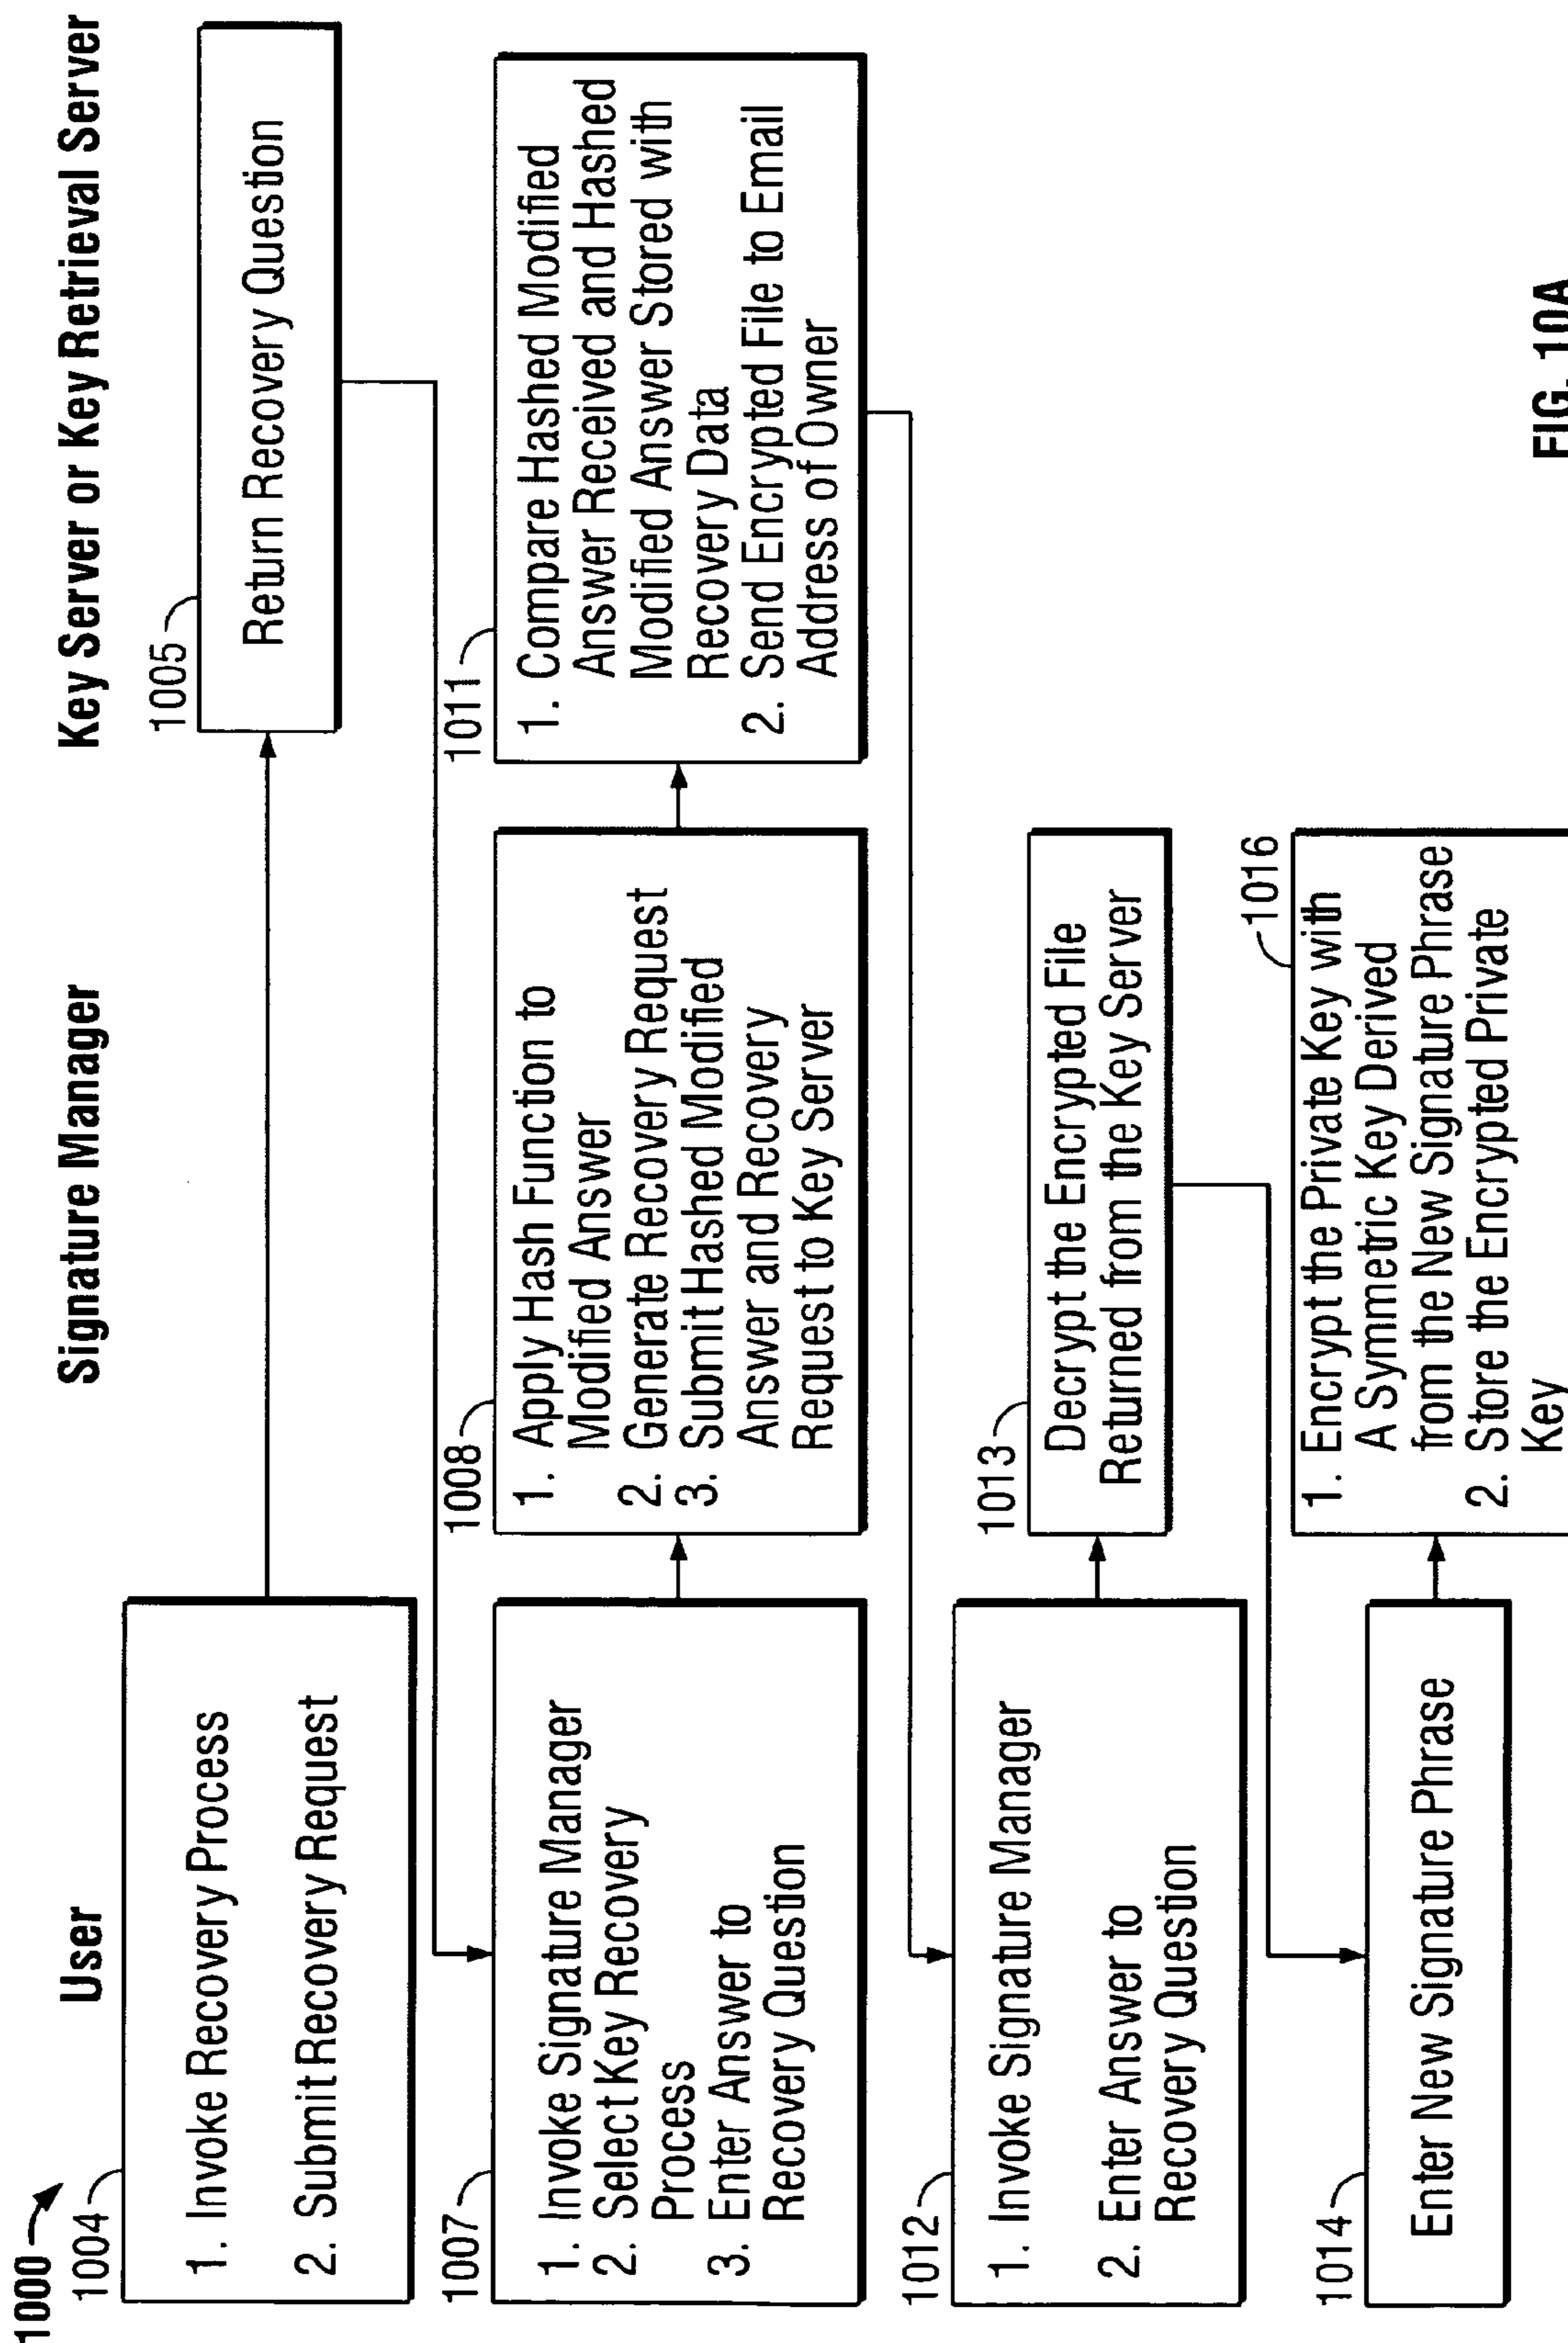 1000
User
Signature Manager
Key Server or Key Retrieval Server
1004
1. Invoke Recovery Process
2. Submit Recovery Request
1005
Return Recovery Question
1007
1. Invoke Signature Manager
2. Select Key Recovery
Process
3. Enter Answer to
Recovery Question
1008
1. Apply Hash Function to
Modified Answer
2. Generate Recovery Request
3. Submit Hashed Modified
Answer and Recovery
Request to Key Server
1011
1. Compare Hashed Modified
Answer Received and Hashed
Modified Answer Stored with
Recovery Data
2. Send Encrypted File to Email
Address of Owner
1012
1. Invoke Signature Manager
2. Enter Answer to
Recovery Question
1013
Decrypt the Encrypted File
Returned from the Key Server
1014
Enter New Signature Phrase
1016
1. Encrypt the Private Key with
A Symmetric Key Derived
from the New Signature Phrase
2. Store the Encrypted Private
Key
FIG. 10A